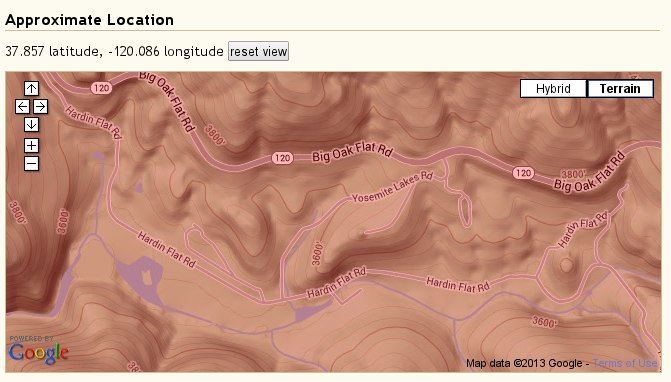 Approximate Location
37.857 latitude, -120.086 longitude reset view
Hybrid Terrain
120
Big Oak Flat Rd
Hardin Flat Rd
3800'
120
Big Oak Flat Rd
120
3800'
Big Oak Flat Rd
Yosemite Lakes Rd
3800'
3600'
Hardin Flat Rd
3600'
Hardin Flat Rd
Hardin Flat Rd
Hardin Flat Rd
3600'
POWERED BY
Google
Map data ©2013 Google - Terms of Use